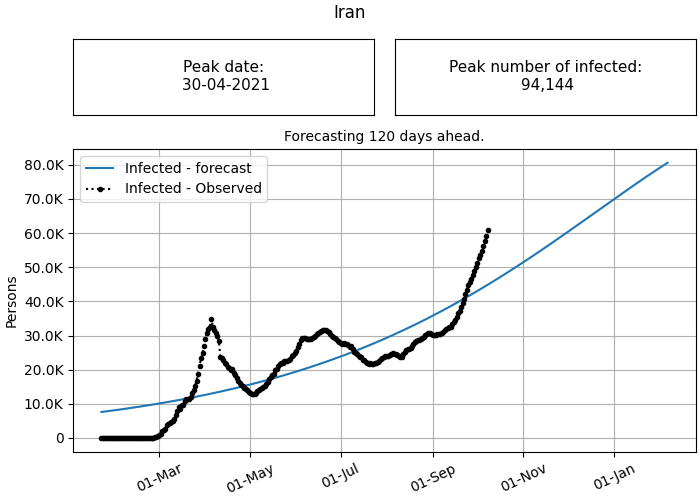 Iran
Peak date:
30-04-2021
Peak number of infected:
94,144
Forecasting 120 days ahead.
Infected - forecast
Infected - Observed
80.0K
70.0K
60.0K
50.0K
40.0K
30.0K
20.0K
10.0K
0
Persons
01-Mar
01-May
01-Jul
01-Sep
01-Nov
01-Jan